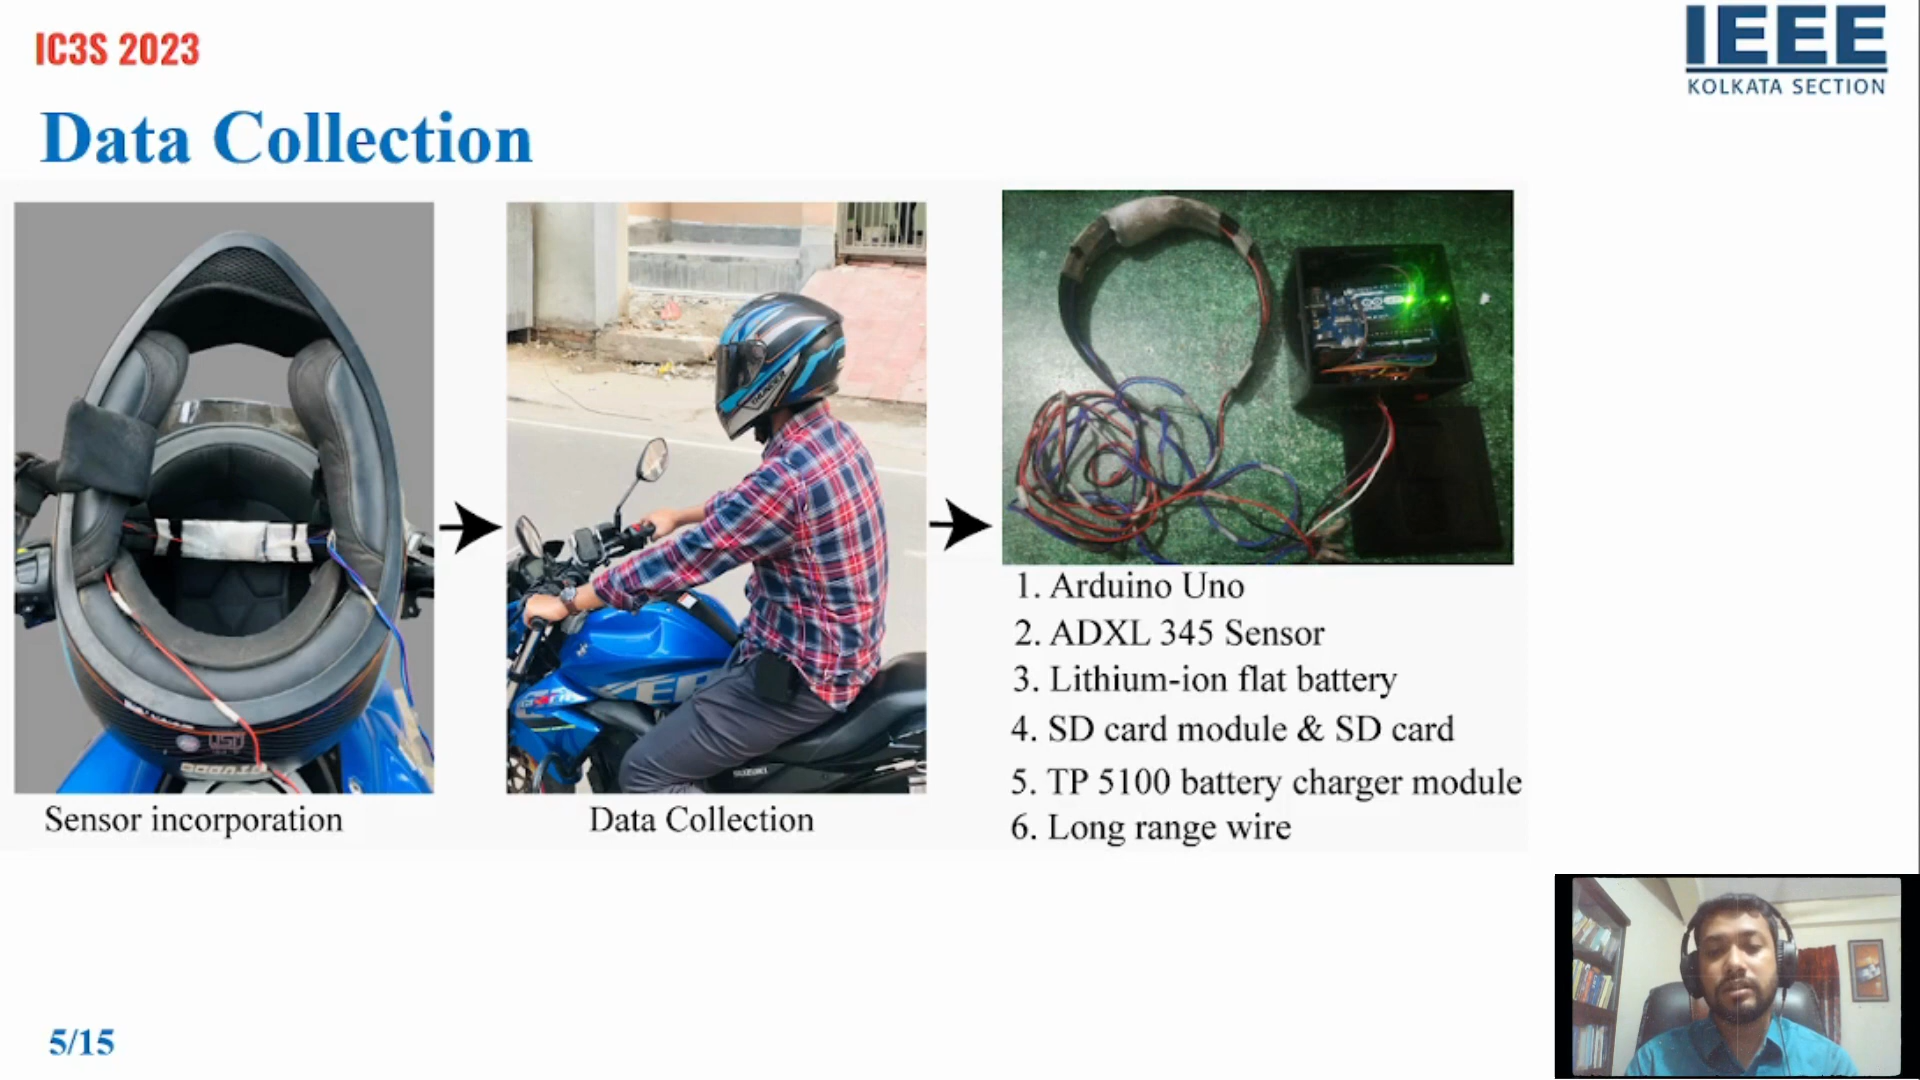 IC3S 2023
IEEE
KOLKATA SECTION
Data Collection
Sensor incorporation
Data Collection
1. Arduino Uno
2. ADXL 345 Sensor
3. Lithium-ion flat battery
4. SD card module & SD card
5. TP 5100 battery charger module
6. Long range wire
5/15